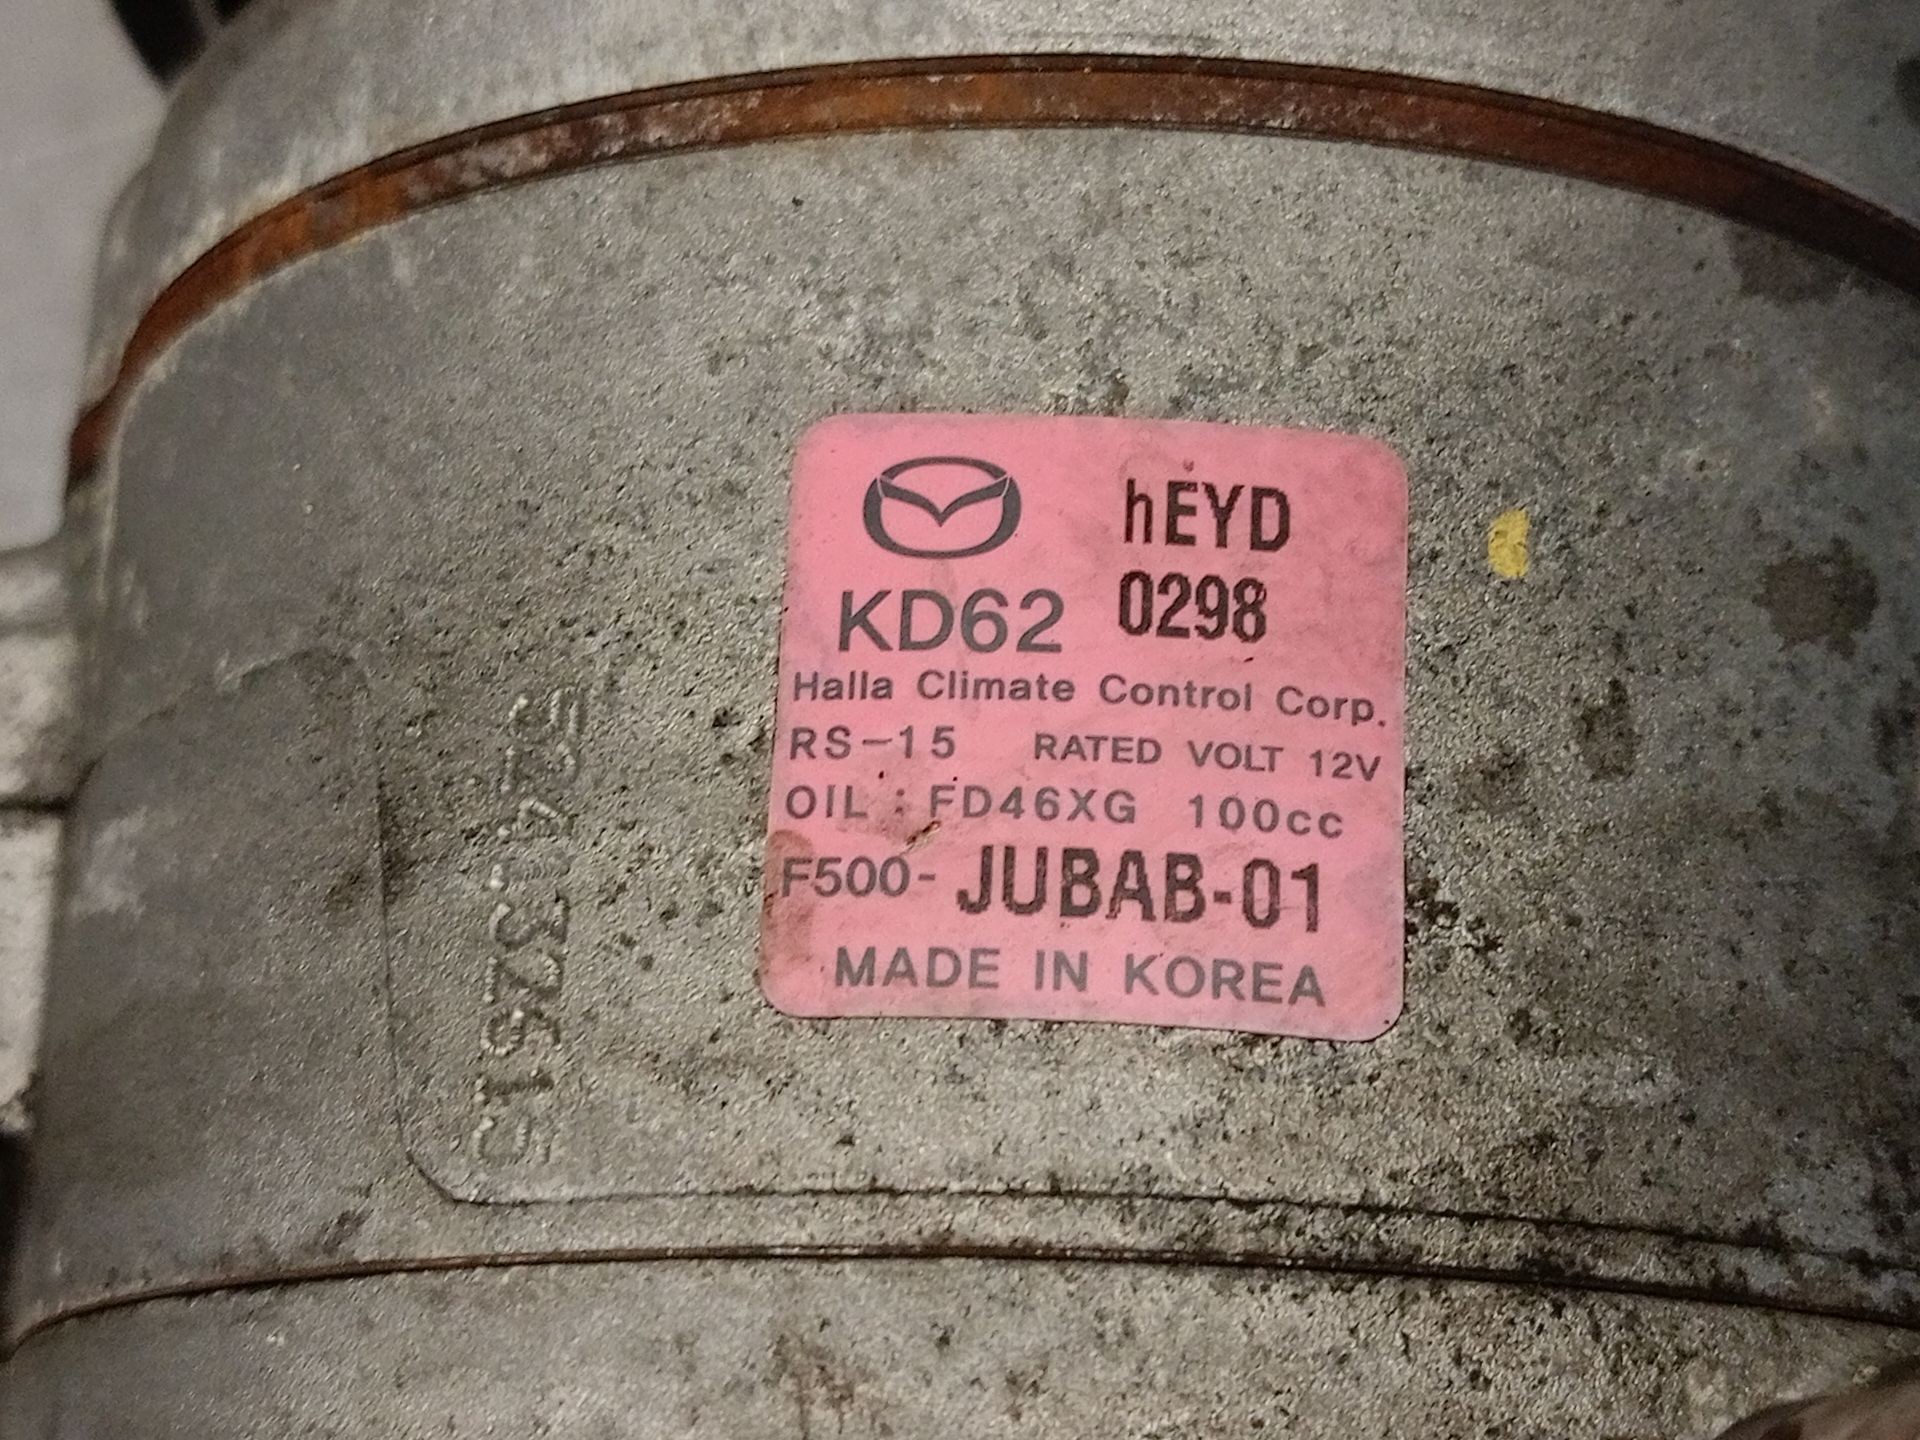 hEYD
KD62 0298
Halla Climate Control Corp.
RS-15 RATED VOLT 12V
OIL : FD46XG 100cc
F500- JUBAB-01
MADE IN KOREA